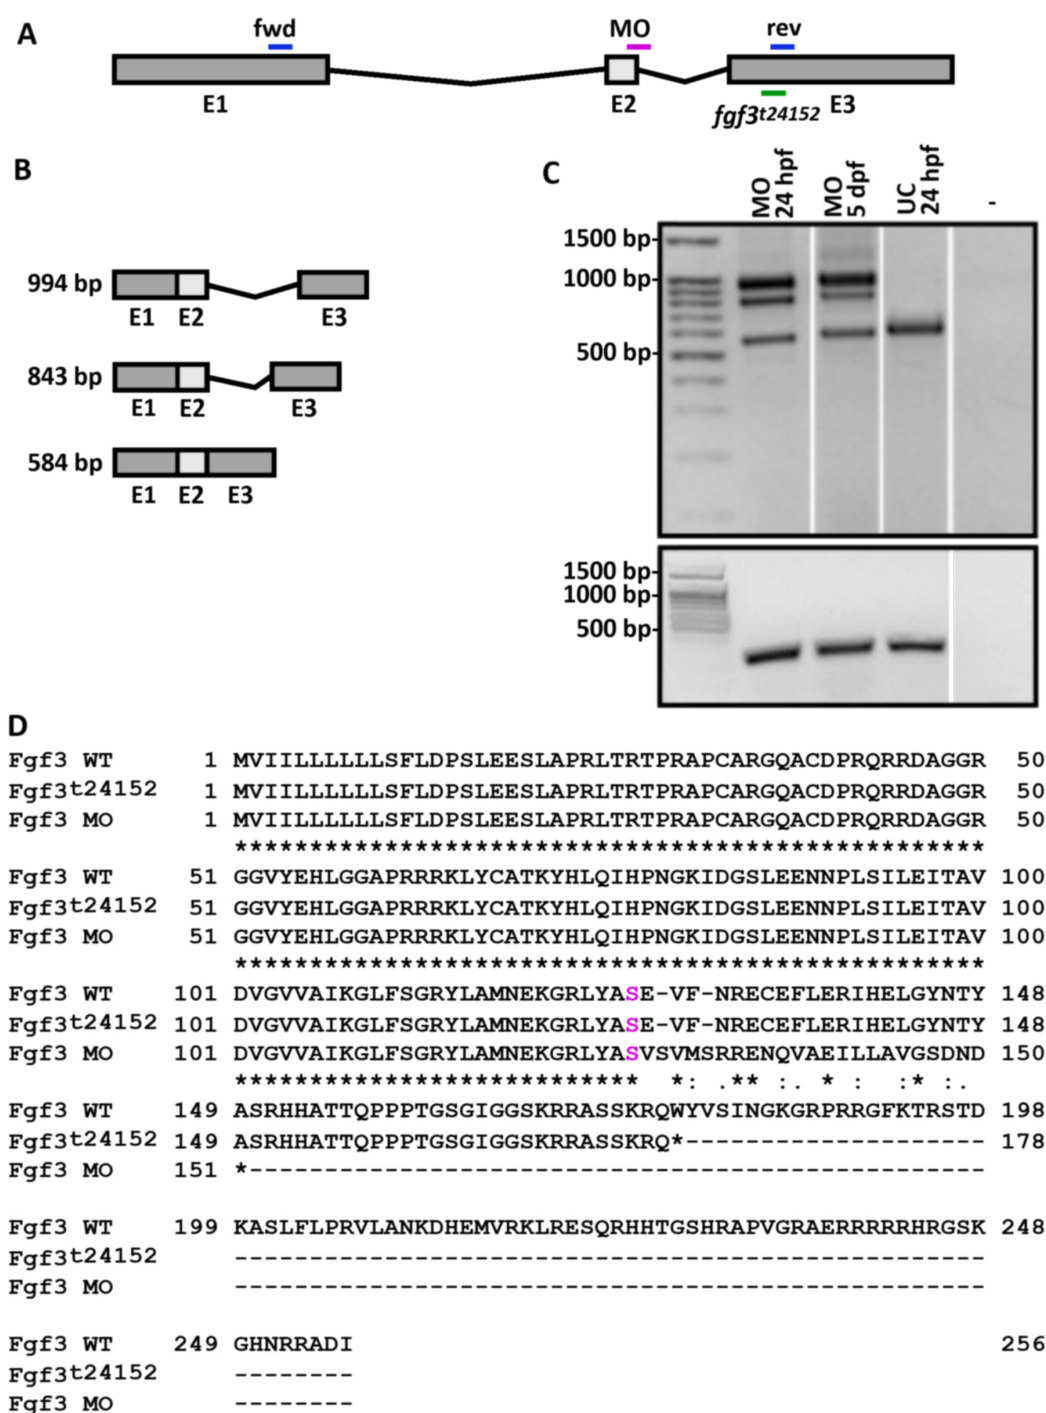 A
fwd
MO
rev
E1
E2
fgf3t24152
E3
B
994 bp
E1 E2 E3
843 bp
E1 E2 E3
584 bp
E1 E2 E3
C
MO 24 hpf
MO 5 dpf
UC 24 hpf
-
1500 bp-
1000 bp-
500 bp-
1500 bp-
1000 bp-
500 bp-
D
Fgf3 WT 1 MVIILLLLLLSFLDPSLEESLAPRLTRTPRAPCARGQACDPRQRRDAGGR 50
Fgf3t24152 1 MVIILLLLLLSFLDPSLEESLAPRLTRTPRAPCARGQACDPRQRRDAGGR 50
Fgf3 MO 1 MVIILLLLLLSFLDPSLEESLAPRLTRTPRAPCARGQACDPRQRRDAGGR 50
**************************************************
Fgf3 WT 51 GGVYEHLGGAPRRRKLYCATKYHLQIHPNGKIDGSLEENNPLSILEITAV 100
Fgf3t24152 51 GGVYEHLGGAPRRRKLYCATKYHLQIHPNGKIDGSLEENNPLSILEITAV 100
Fgf3 MO 51 GGVYEHLGGAPRRRKLYCATKYHLQIHPNGKIDGSLEENNPLSILEITAV 100
**************************************************
Fgf3 WT 101 DVGVVAIKGLFSGRYLAMNEKGRLYASE-VF-NRECEFLERIHELGYNTY 148
Fgf3t24152 101 DVGVVAIKGLFSGRYLAMNEKGRLYASE-VF-NRECEFLERIHELGYNTY 148
Fgf3 MO 101 DVGVVAIKGLFSGRYLAMNEKGRLYASVSVMSRRENQVAEILLAVGSDND 150
*************************** *: .** :. * : :* :.
Fgf3 WT 149 ASRHHATTQPPPTGSGIGGSKRRASSKRQWYVSINGKGRPRRGFKTRSTD 198
Fgf3t24152 149 ASRHHATTQPPPTGSGIGGSKRRASSKRQ*-------------------- 178
Fgf3 MO 151 *-------------------------------------------------
Fgf3 WT 199 KASLFLPRVLANKDHEMVRKLRESQRHHTGSHRAPVGRAERRRRRRHRGSK 248
Fgf3t24152 --------------------------------------------------
Fgf3 MO --------------------------------------------------
Fgf3 WT 249 GHNRRADI 256
Fgf3t24152 --------
Fgf3 MO --------